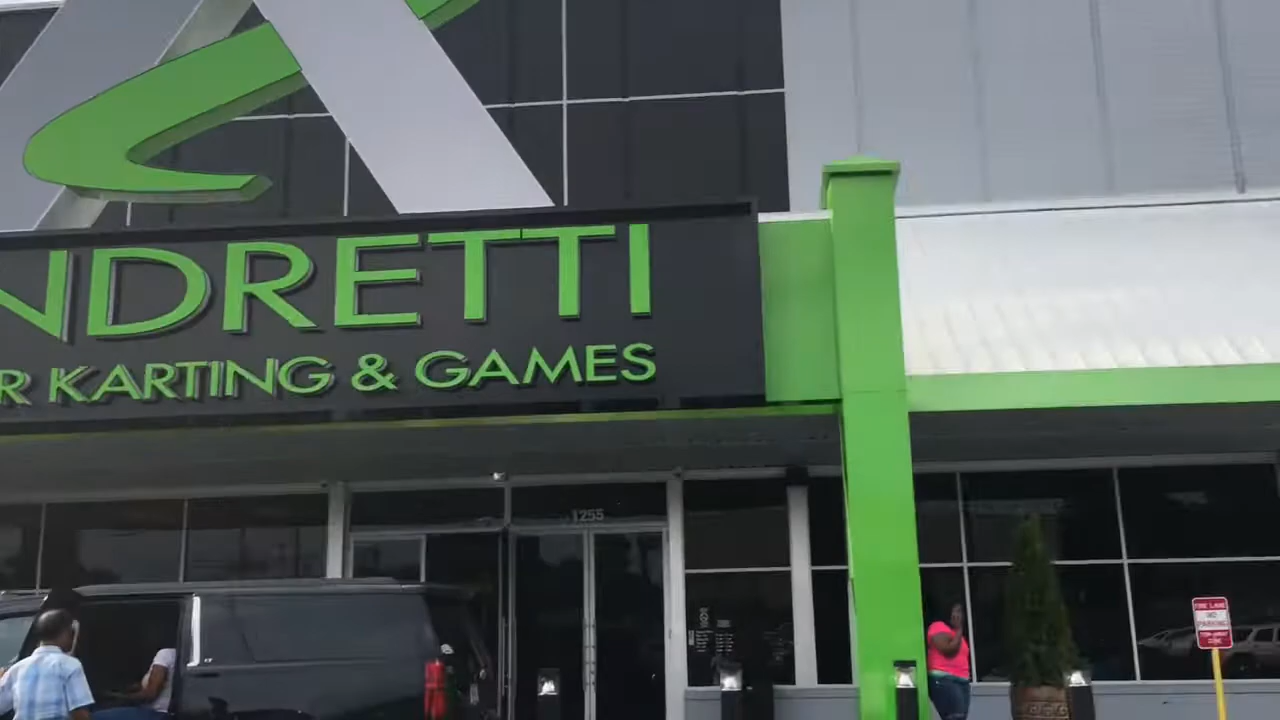 NDRETTI
R KARTING & GAMES
1255
FIRE LANE
NO
PARKING